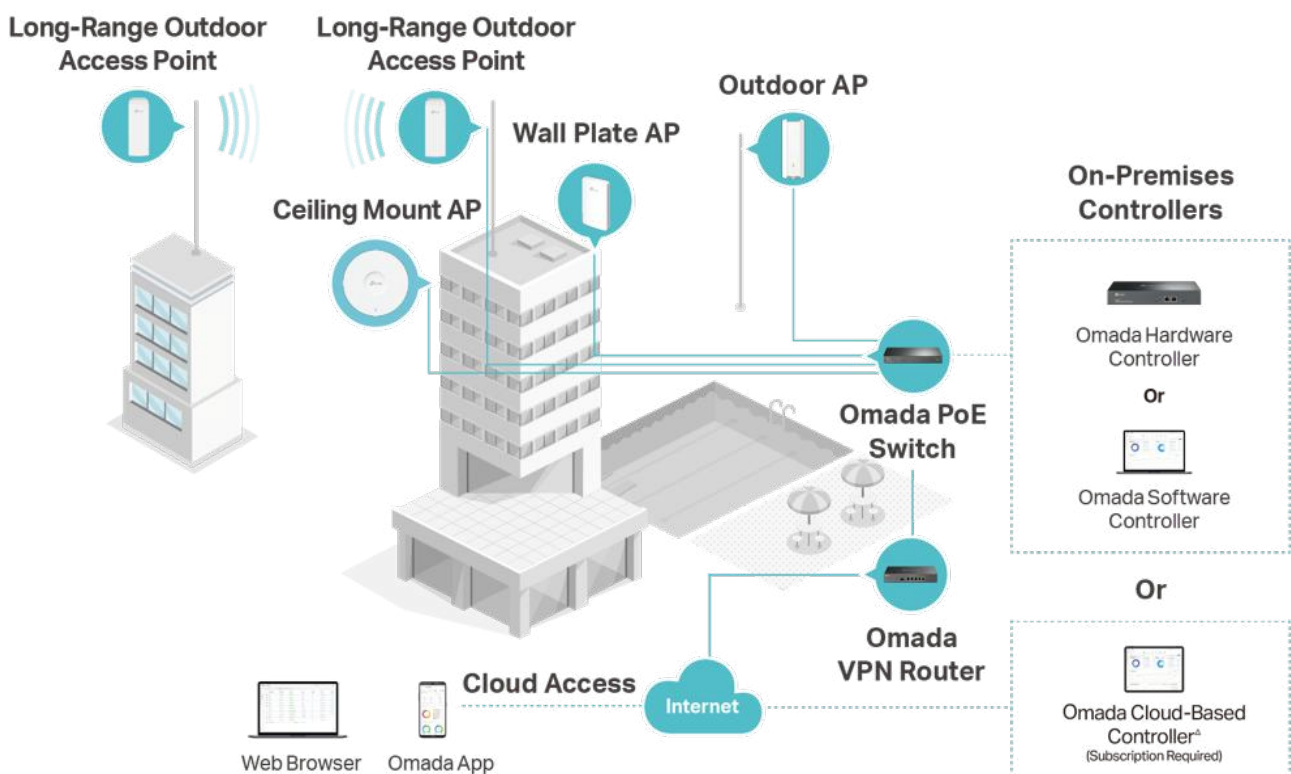 Long-Range Outdoor
Access Point
Long-Range Outdoor
Access Point
Outdoor AP
Wall Plate AP
Ceiling Mount AP
On-Premises
Controllers
Omada Hardware
Controller
Or
Omada Software
Controller
Omada PoE
Switch
Or
Omada
VPN Router
Cloud Access
Internet
Web Browser
Omada App
Omada Cloud-Based
Controller△
(Subscription Required)